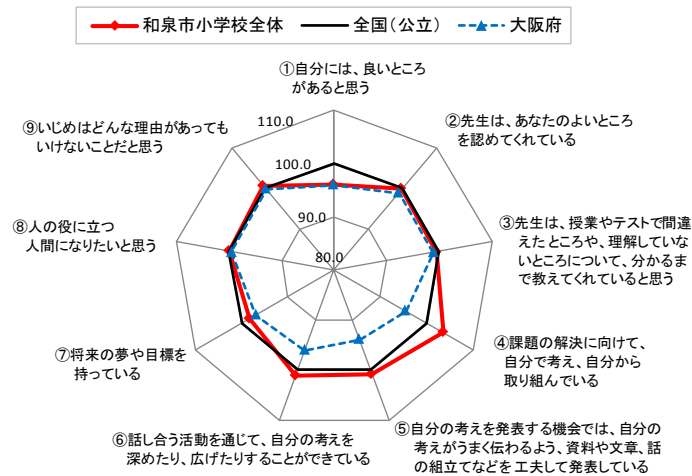 和泉市小学校全体
全国(公立)
大阪府
①自分には、良いところ
があると思う
110.0
100.0
90.0
80.0
②先生は、あなたのよいところ
を認めてくれている
③先生は、授業やテストで間違
えたところや、理解していな
いところについて、分かるま
で教えてくれていると思う
④課題の解決に向けて、
自分で考え、自分から
取り組んでいる
⑤自分の考えを発表する機会では、自分の
考えがうまく伝わるよう、資料や文章、話
の組立てなどを工夫して発表している
⑥話し合う活動を通じて、自分の考えを
深めたり、広げたりすることができている
⑦将来の夢や目標を
持っている
⑧人の役に立つ
人間になりたいと思う
⑨いじめはどんな理由があっても
いけないことだと思う